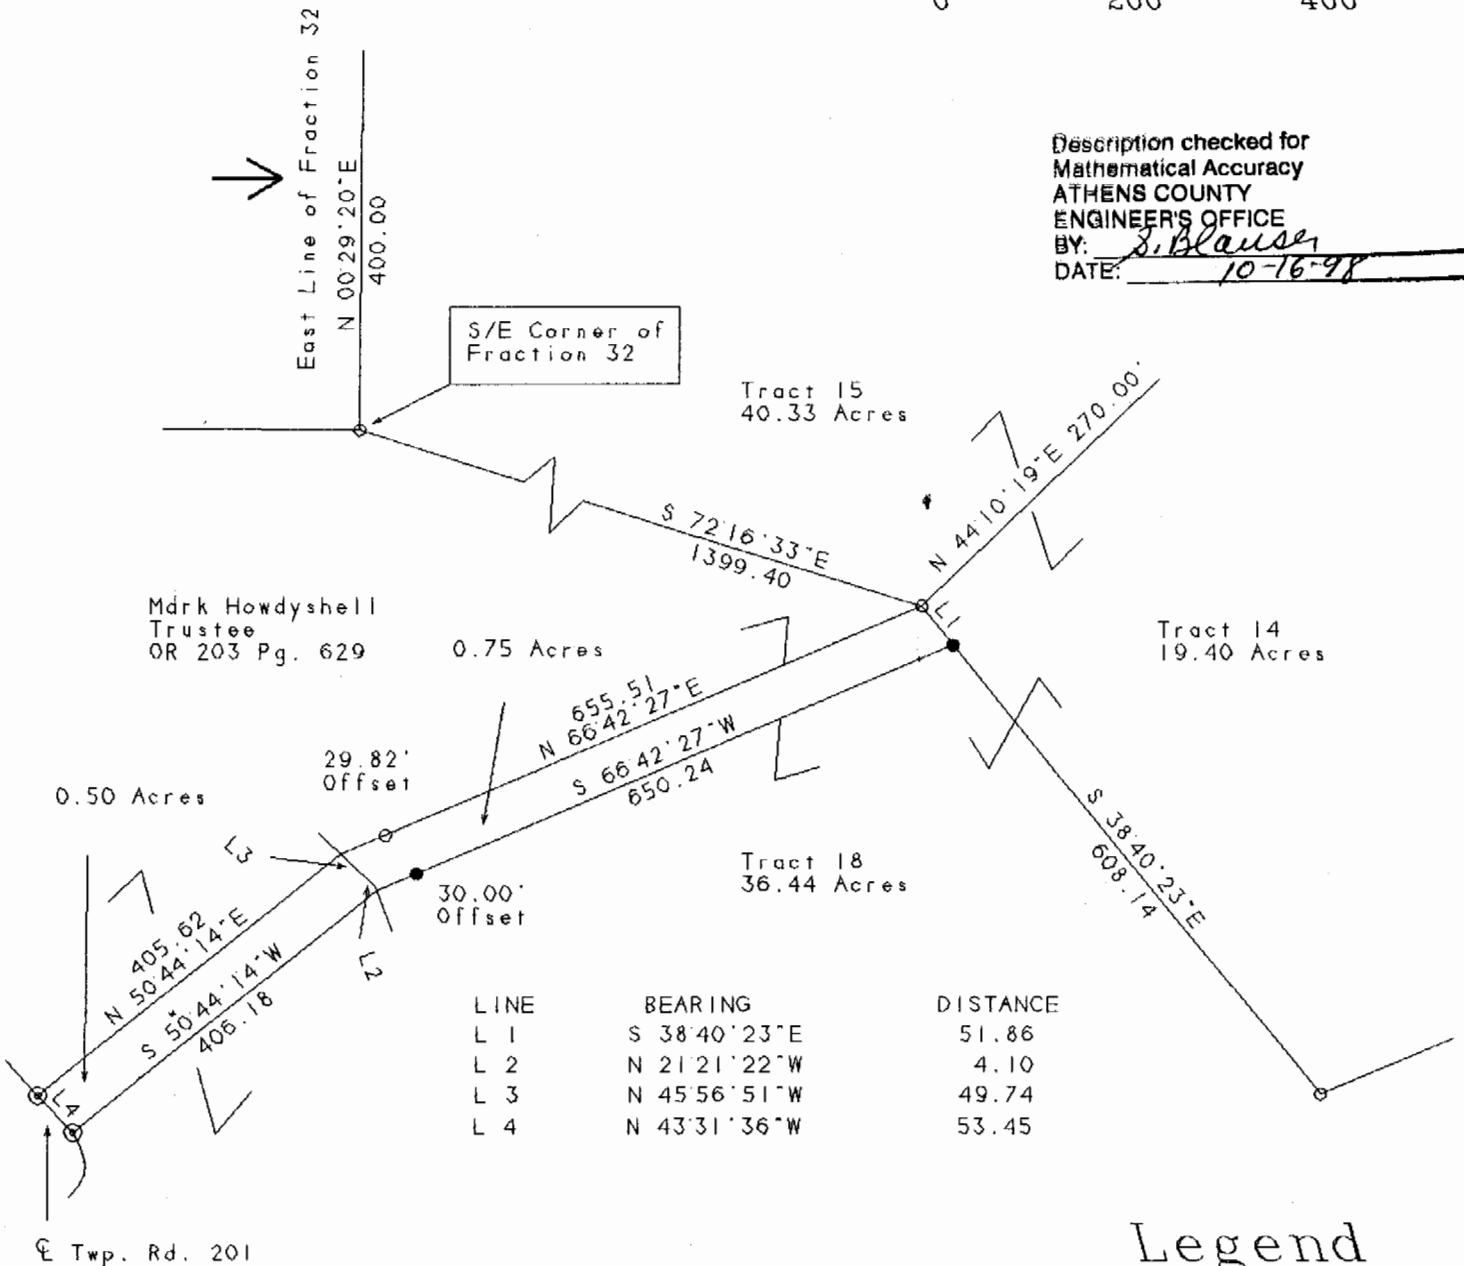 0 200 400
East Line of Fraction 32
N 00°29'20"E
400.00
Description checked for
Mathematical Accuracy
ATHENS COUNTY
ENGINEER'S OFFICE
BY: S. Blauser
DATE: 10-16-98
S/E Corner of
Fraction 32
Tract 15
40.33 Acres
N 44°10'19"E 270.00'
S 72°16'33"E
1399.40
L1
Mark Howdyshell
Trustee
OR 203 Pg. 629
0.75 Acres
Tract 14
19.40 Acres
655.51
N 66°42'27"E
S 66°42'27"W
650.24
29.82'
Offset
0.50 Acres
L3
S 38°40'23"E
608.14
Tract 18
36.44 Acres
30.00'
Offset
405.62
N 50°44'14"E
S 50°44'14"W
406.18
L2
LINE BEARING DISTANCE
L 1 S 38°40'23"E 51.86
L 2 N 21°21'22"W 4.10
L 3 N 45°56'51"W 49.74
L 4 N 43°31'36"W 53.45
L4
℄ Twp. Rd. 201
Legend